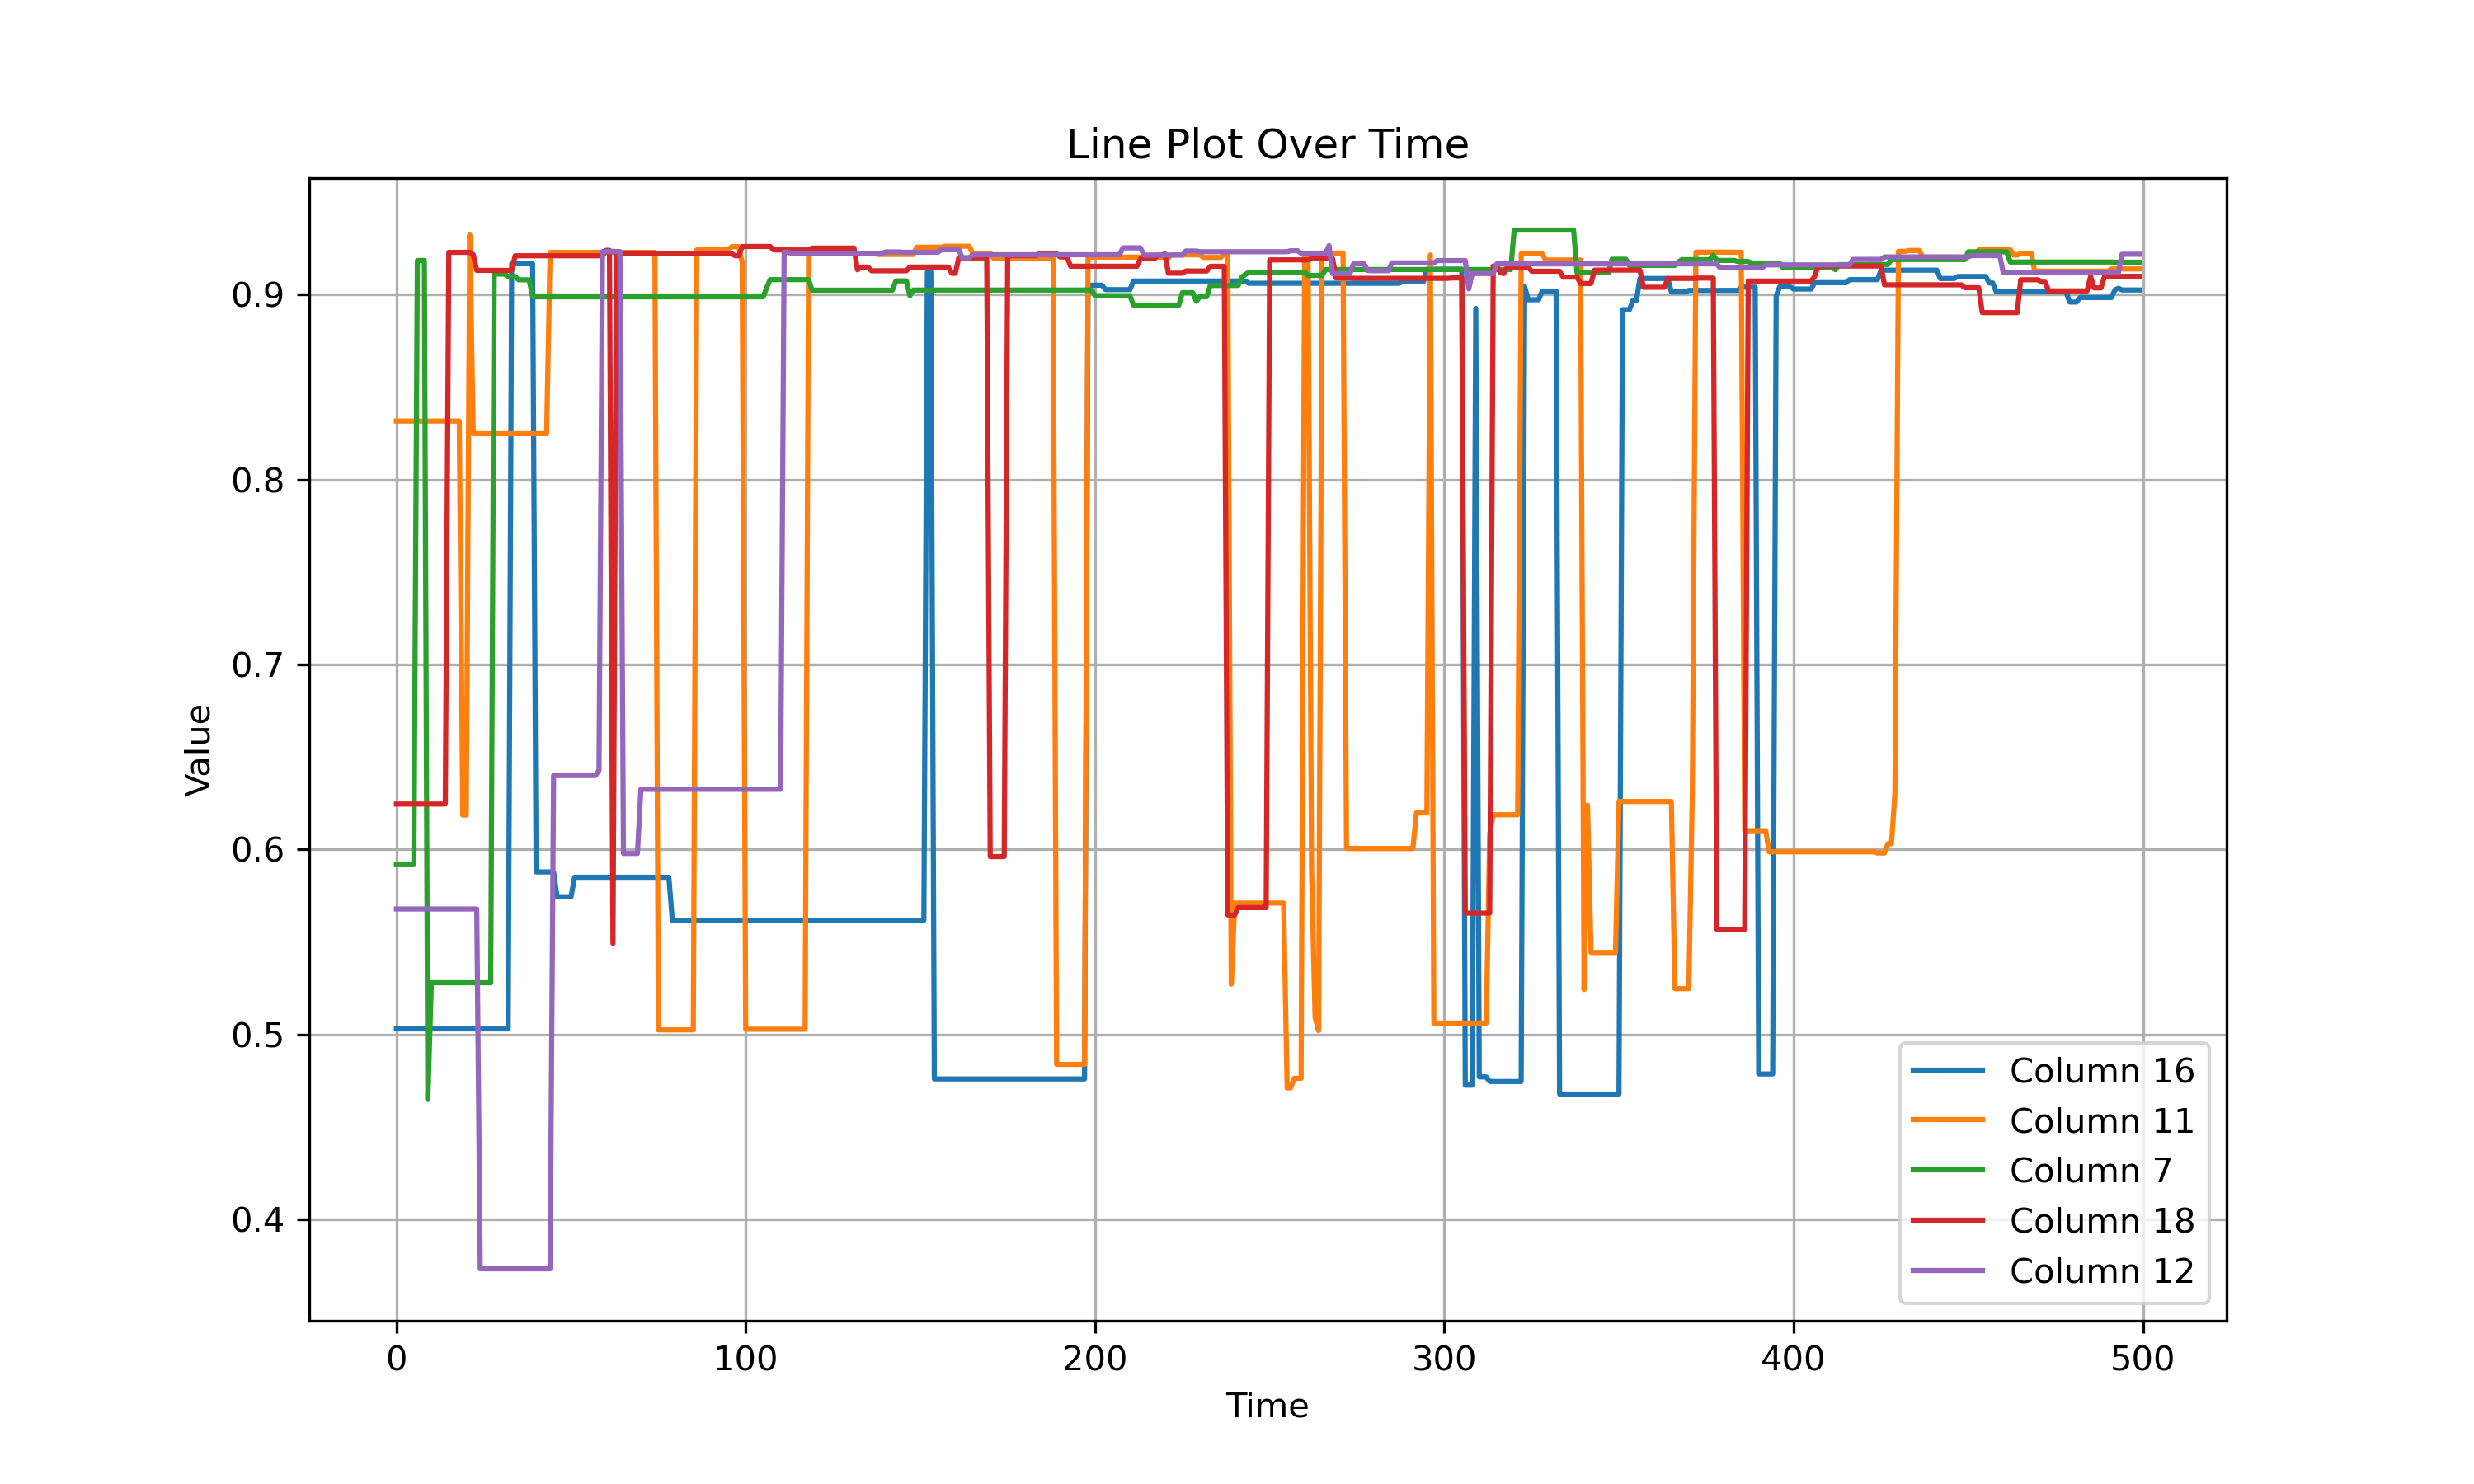 Line Plot Over Time
Value
0.9
0.8
0.7
0.6
0.5
0.4
0 100 200 300 400 500
Time
Column 16
Column 11
Column 7
Column 18
Column 12